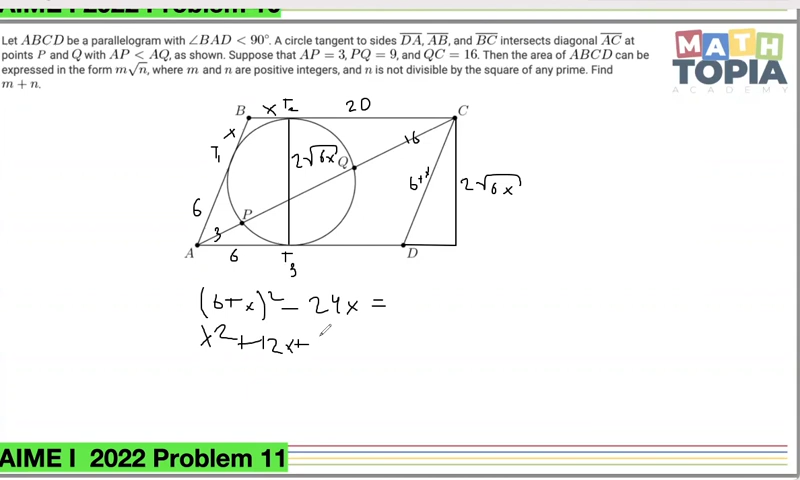 AIME I 2022 Problem 10
Let ABCD be a parallelogram with ∠BAD < 90°. A circle tangent to sides DA, AB, and BC intersects diagonal AC at
points P and Q with AP < AQ, as shown. Suppose that AP = 3, PQ = 9, and QC = 16. Then the area of ABCD can be
expressed in the form m√n, where m and n are positive integers, and n is not divisible by the square of any prime. Find
m + n.
MATH
TOPIA
ACADEMY
B x T2 20 C
x
T1
2√6x Q 16
6+x 2√6x
6
P
3
A 6 T3 D
(6+x)² - 24x =
x² + 12x +
AIME I 2022 Problem 11